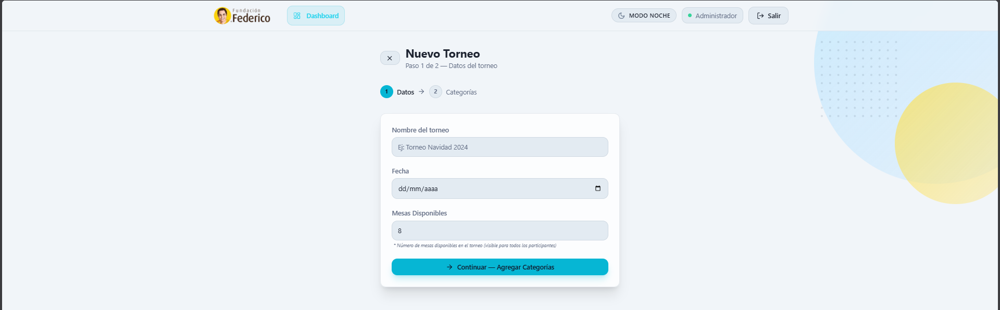 Fundación
Federico
Dashboard
MODO NOCHE
Administrador
Salir
Nuevo Torneo
Paso 1 de 2 — Datos del torneo
1 Datos → 2 Categorías
Nombre del torneo
Ej: Torneo Navidad 2024
Fecha
dd/mm/aaaa
Mesas Disponibles
8
* Número de mesas disponibles en el torneo (visible para todos los participantes)
→ Continuar — Agregar Categorías